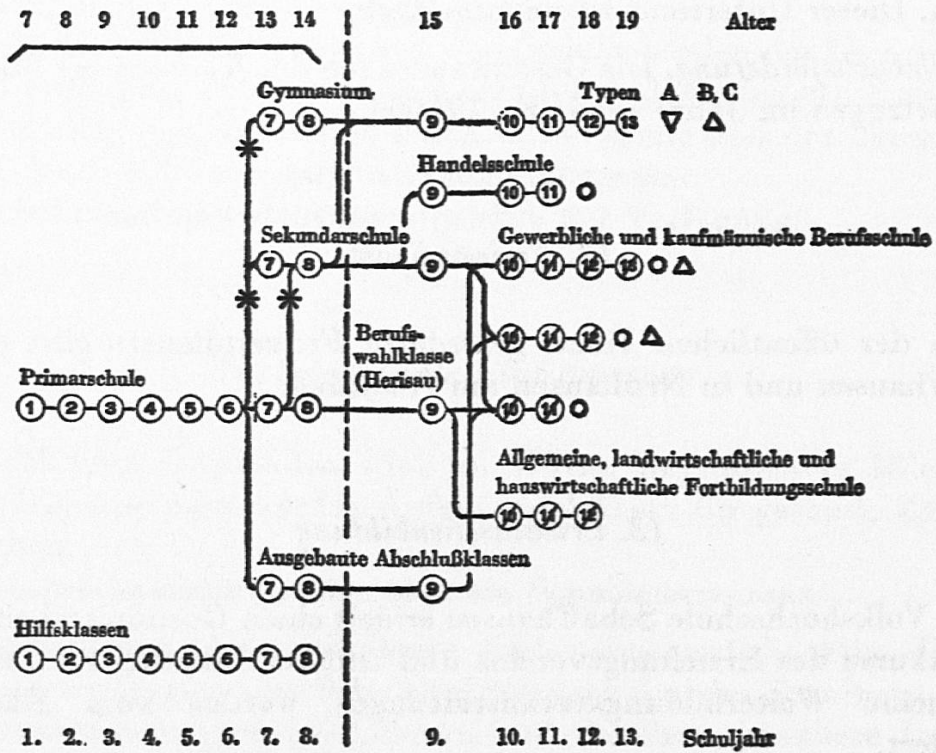 7 8 9 10 11 12 13 14 15 16 17 18 19 Alter
Gymnasium Typen A B, C
7 8 9 10 11 12 13
Handelsschule
9 10 11
Sekundarschule Gewerbliche und kaufmännische Berufsschule
7 8 9 10 11 12 13
Berufs-
wahlklasse
(Herisau)
10 11 12
Primarschule
1 2 3 4 5 6 7 8 9 10 11
Allgemeine, landwirtschaftliche und
hauswirtschaftliche Fortbildungsschule
10 11 12
Ausgebaute Abschlußklassen
7 8 9
Hilfsklassen
1 2 3 4 5 6 7 8
1. 2. 3. 4. 5. 6. 7. 8. 9. 10. 11. 12. 13. Schuljahr